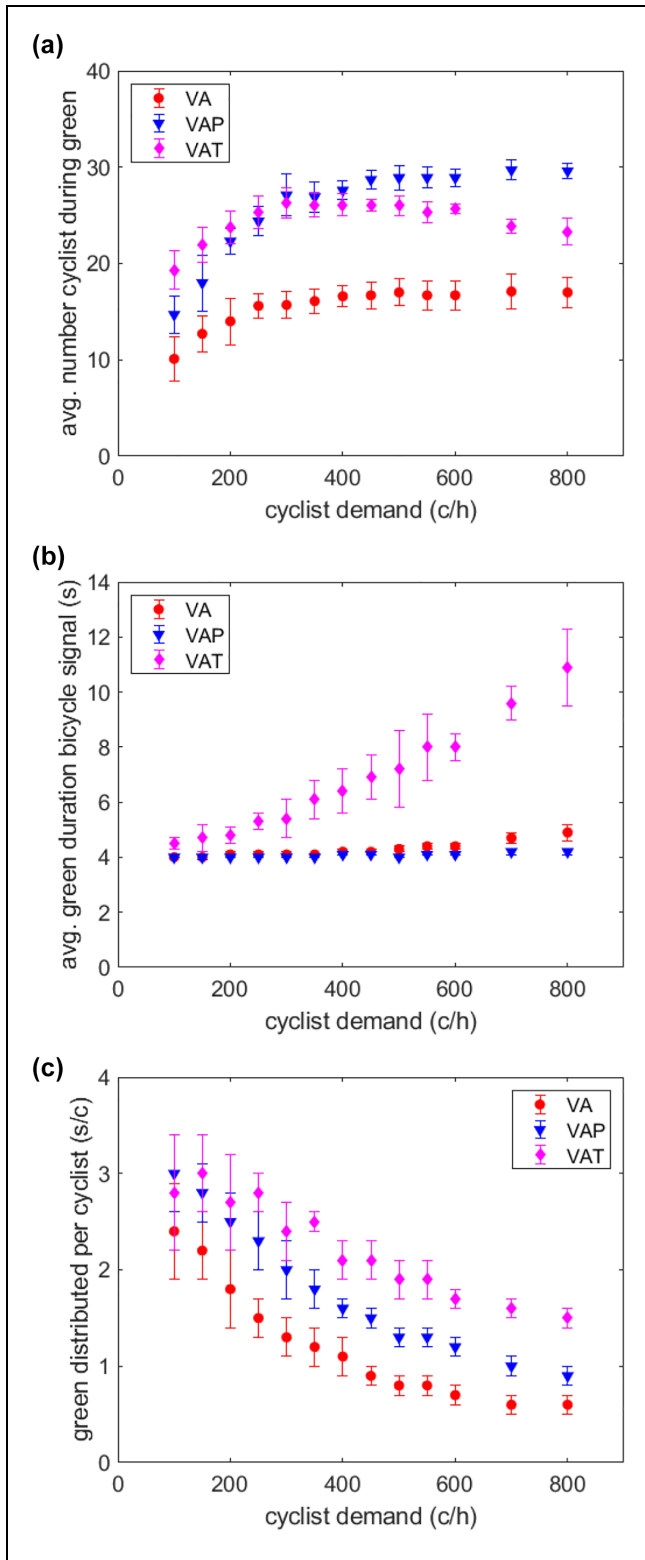 (a)
avg. number cyclist during green
40
30
20
10
0
VA
VAP
VAT
0 200 400 600 800
cyclist demand (c/h)
(b)
avg. green duration bicycle signal (s)
14
12
10
8
6
4
2
0
VA
VAP
VAT
0 200 400 600 800
cyclist demand (c/h)
(c)
green distributed per cyclist (s/c)
4
3
2
1
0
VA
VAP
VAT
0 200 400 600 800
cyclist demand (c/h)